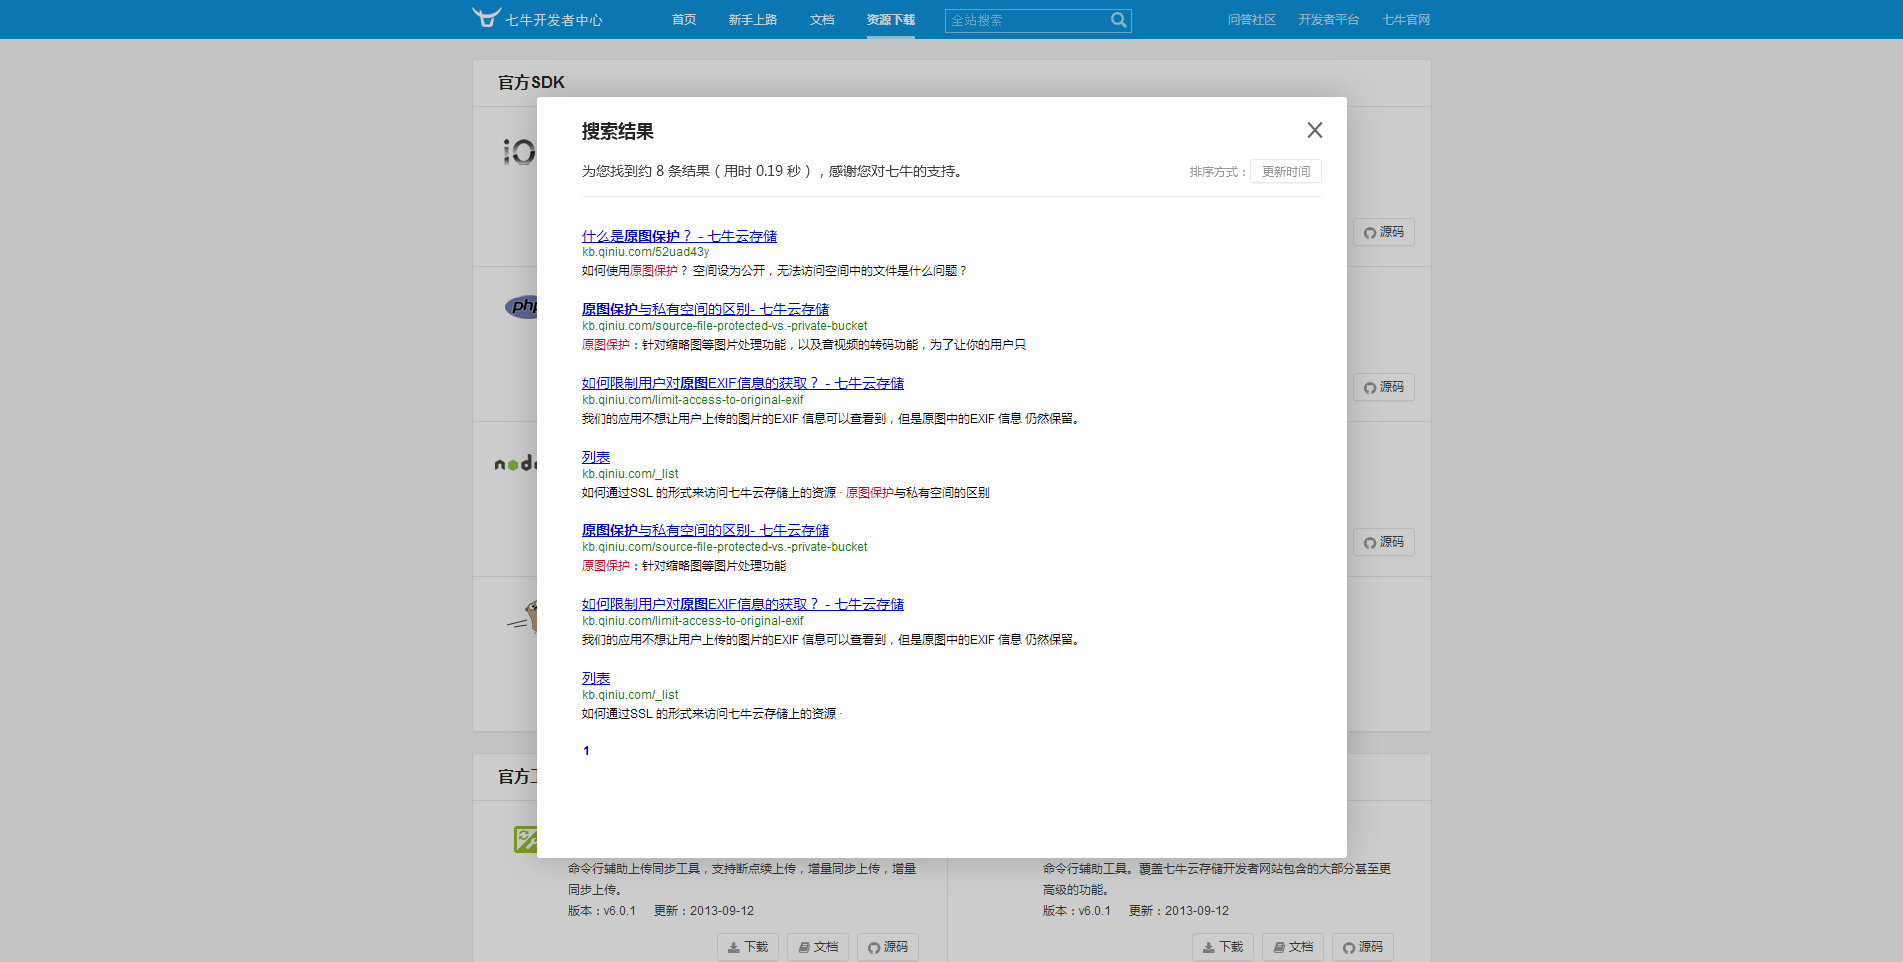 七牛开发者中心 首页 新手上路 文档 资源下载 全站搜索 问答社区 开发者平台 七牛官网
官方SDK
搜索结果
为您找到约 8 条结果（用时 0.19 秒），感谢您对七牛的支持。 排序方式： 更新时间
什么是原图保护？ - 七牛云存储
kb.qiniu.com/52uad43y
如何使用原图保护？ 空间设为公开，无法访问空间中的文件是什么问题？
原图保护与私有空间的区别- 七牛云存储
kb.qiniu.com/source-file-protected-vs.-private-bucket
原图保护：针对缩略图等图片处理功能，以及音视频的转码功能，为了让你的用户只
如何限制用户对原图EXIF信息的获取？ - 七牛云存储
kb.qiniu.com/limit-access-to-original-exif
我们的应用不想让用户上传的图片的EXIF 信息可以查看到，但是原图中的EXIF 信息 仍然保留。
列表
kb.qiniu.com/_list
如何通过SSL 的形式来访问七牛云存储上的资源 · 原图保护与私有空间的区别
原图保护与私有空间的区别- 七牛云存储
kb.qiniu.com/source-file-protected-vs.-private-bucket
原图保护：针对缩略图等图片处理功能
如何限制用户对原图EXIF信息的获取？ - 七牛云存储
kb.qiniu.com/limit-access-to-original-exif
我们的应用不想让用户上传的图片的EXIF 信息可以查看到，但是原图中的EXIF 信息 仍然保留。
列表
kb.qiniu.com/_list
如何通过SSL 的形式来访问七牛云存储上的资源 ·
1
iO
源码
php
源码
node
源码
官方工
命令行辅助上传同步工具，支持断点续上传，增量同步上传，增量
同步上传。
版本：v6.0.1 更新：2013-09-12
下载 文档 源码
命令行辅助工具。覆盖七牛云存储开发者网站包含的大部分甚至更
高级的功能。
版本：v6.0.1 更新：2013-09-12
下载 文档 源码